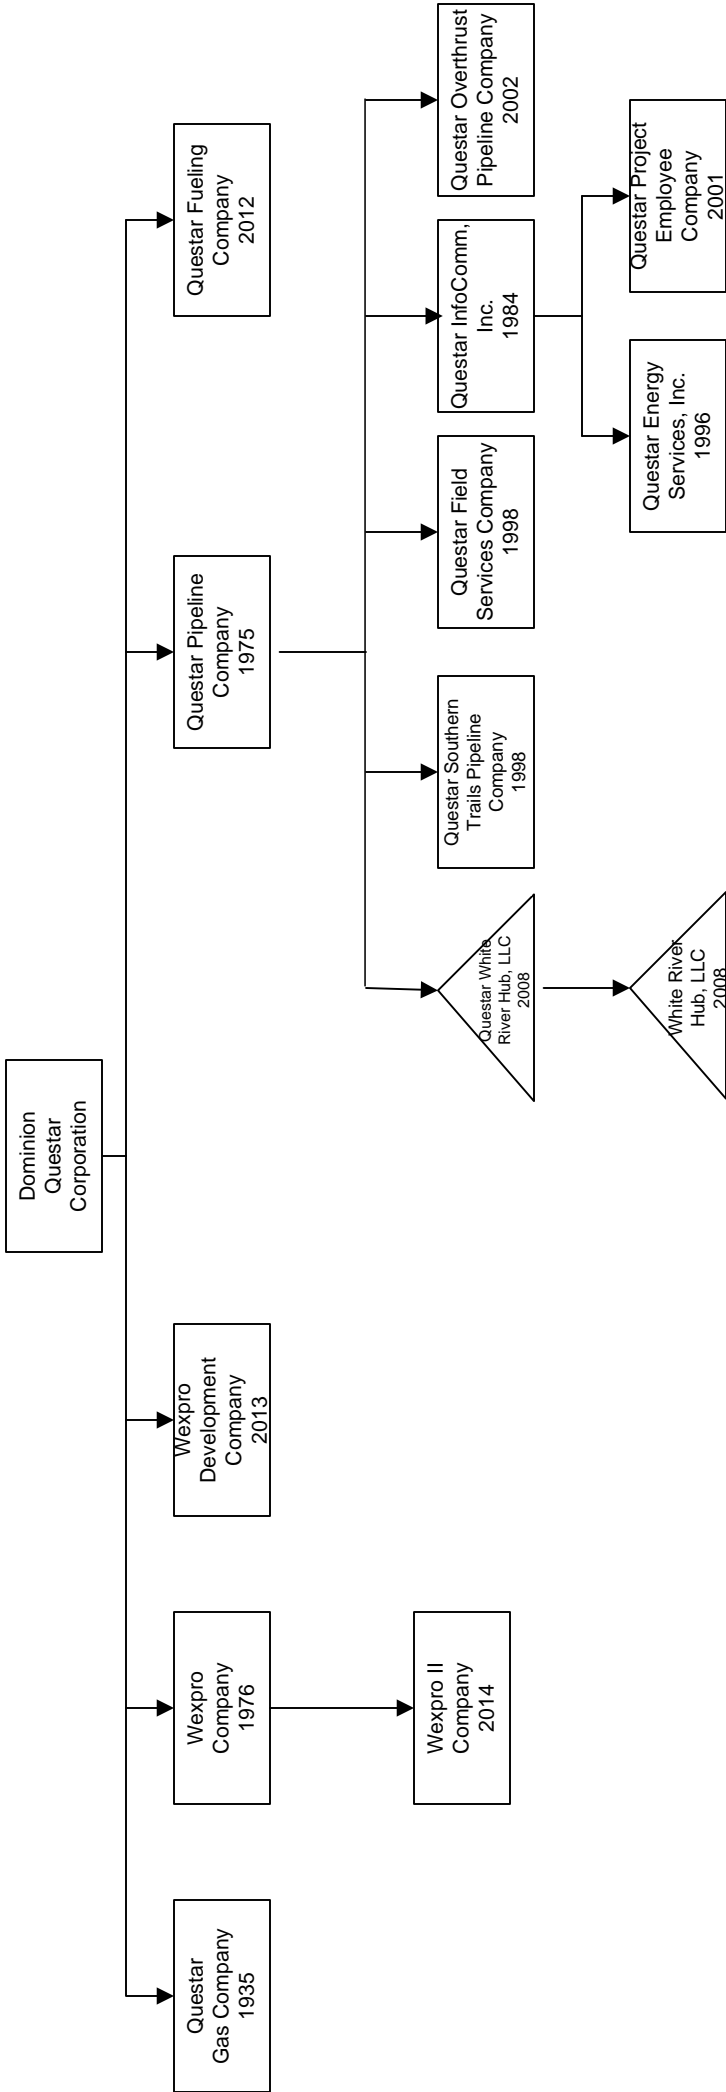 Dominion
Questar
Corporation
Questar
Gas Company
1935
Wexpro
Company
1976
Wexpro
Development
Company
2013
Questar Pipeline
Company
1975
Questar Fueling
Company
2012
Wexpro II
Company
2014
Questar White
River Hub, LLC
2008
Questar Southern
Trails Pipeline
Company
1998
Questar Field
Services Company
1998
Questar InfoComm,
Inc.
1984
Questar Overthrust
Pipeline Company
2002
White River
Hub, LLC
2008
Questar Energy
Services, Inc.
1996
Questar Project
Employee
Company
2001